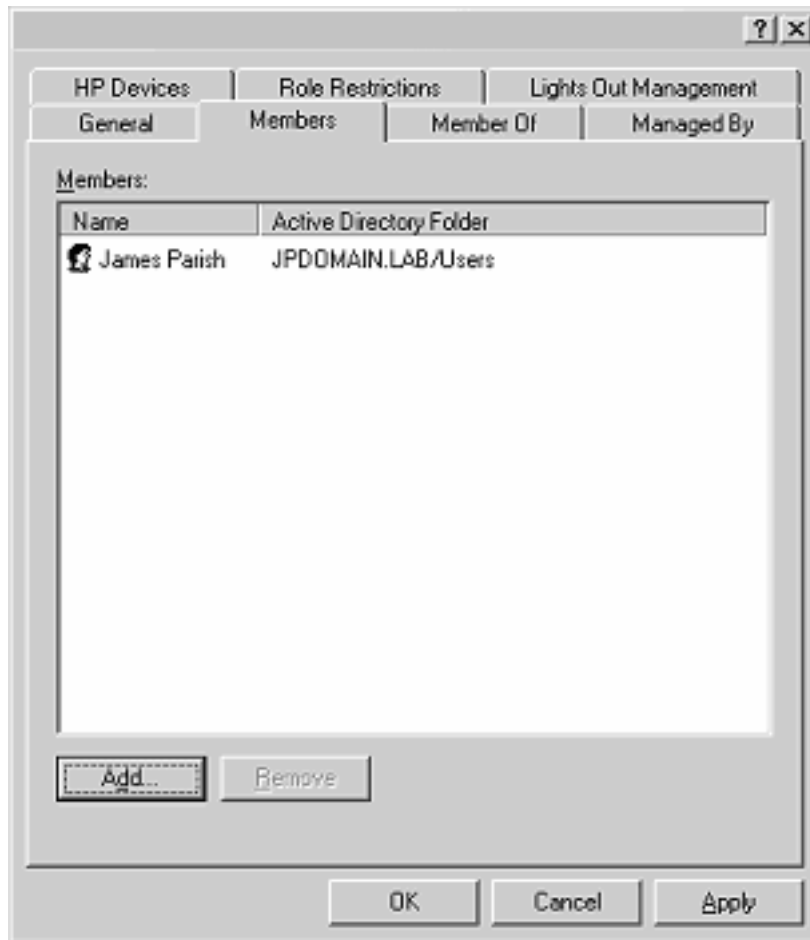 HP Devices Role Restrictions Lights Out Management
General Members Member Of Managed By
Members:
Name Active Directory Folder
James Parish JPDOMAIN.LAB/Users
Add... Remove
OK Cancel Apply